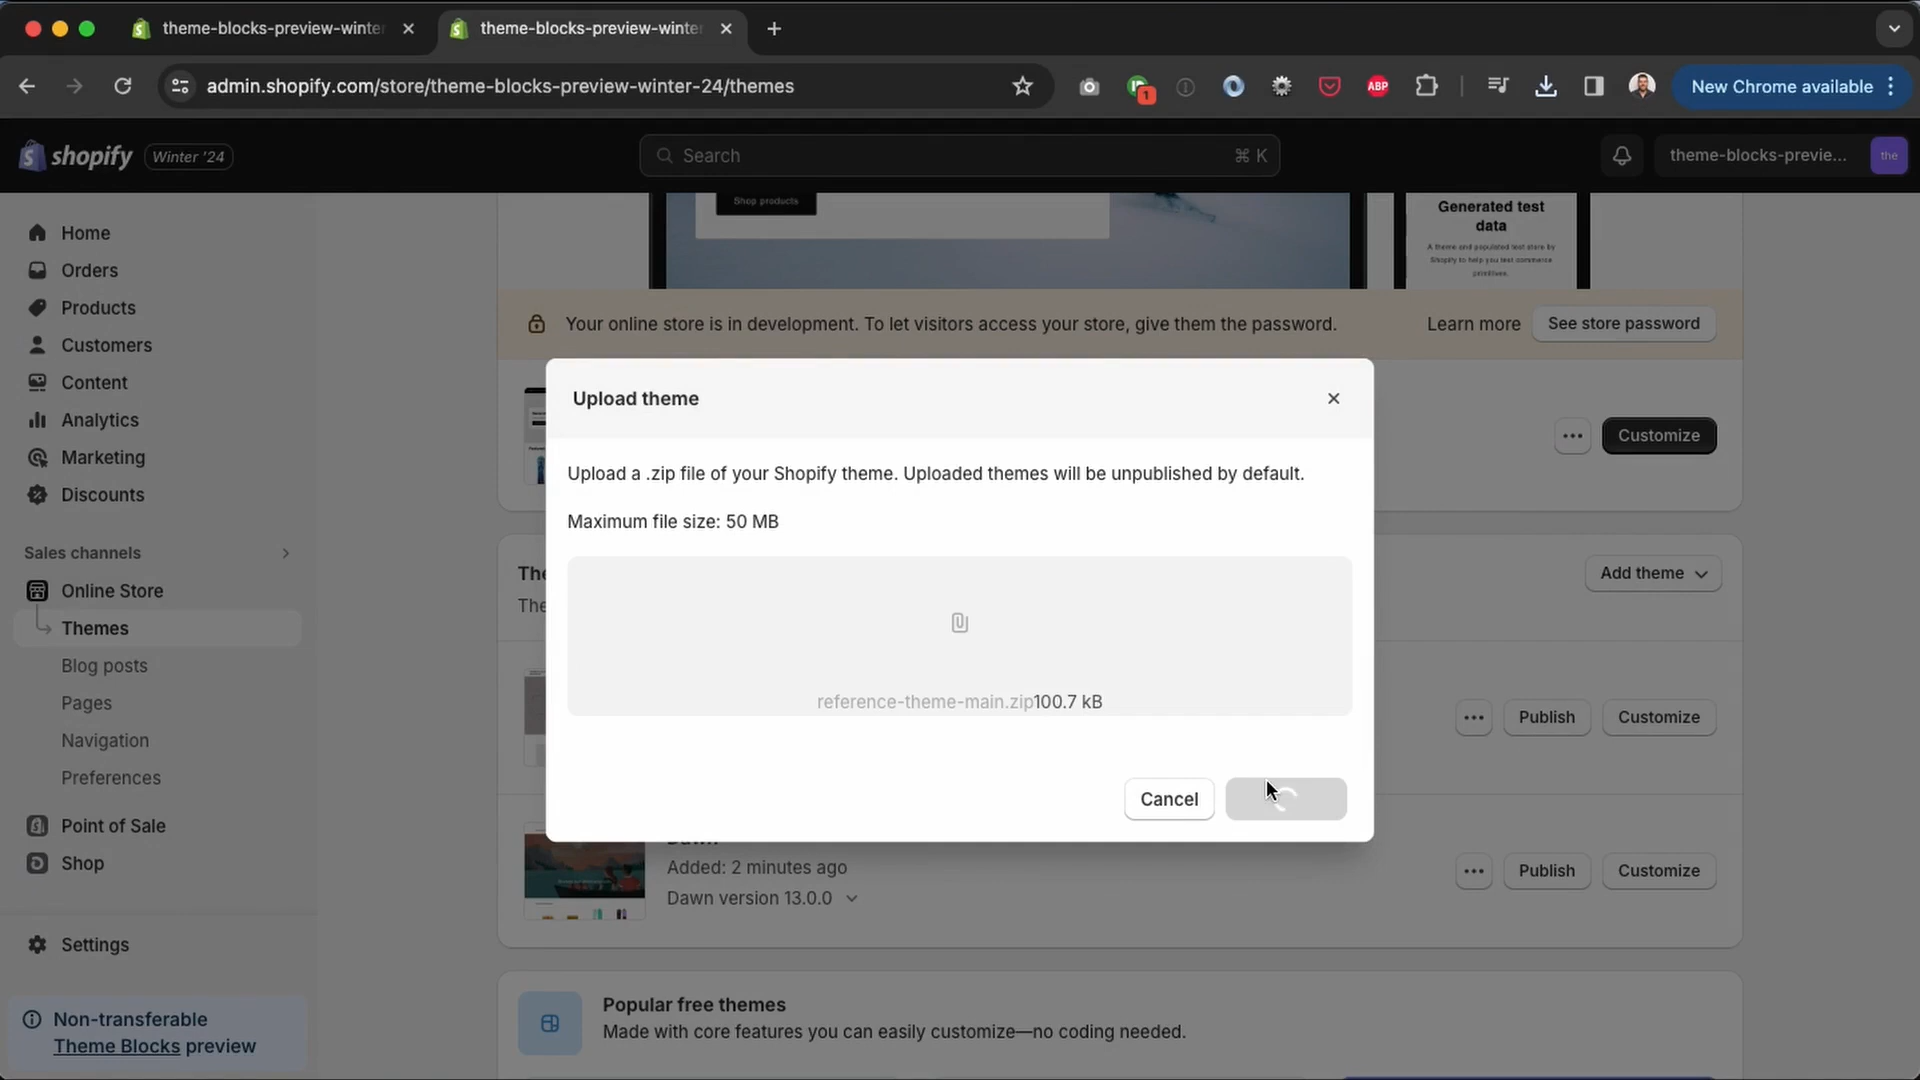 theme-blocks-preview-winter
theme-blocks-preview-winter
admin.shopify.com/store/theme-blocks-preview-winter-24/themes
1
ABP
New Chrome available
shopify
Winter '24
Search
⌘ K
theme-blocks-previe...
the
Home
Orders
Products
Customers
Content
Analytics
Marketing
Discounts
Sales channels
Online Store
Themes
Blog posts
Pages
Navigation
Preferences
Point of Sale
Shop
Settings
Non-transferable
Theme Blocks preview
Shop products
Generated test
data
A theme and populated test store by
Shopify to help you test commerce
primitives.
Your online store is in development. To let visitors access your store, give them the password.
Learn more
See store password
Customize
Upload theme
Upload a .zip file of your Shopify theme. Uploaded themes will be unpublished by default.
Maximum file size: 50 MB
reference-theme-main.zip100.7 kB
Cancel
The
The
Add theme
Publish
Customize
Dawn
Added: 2 minutes ago
Dawn version 13.0.0
Publish
Customize
Popular free themes
Made with core features you can easily customize—no coding needed.